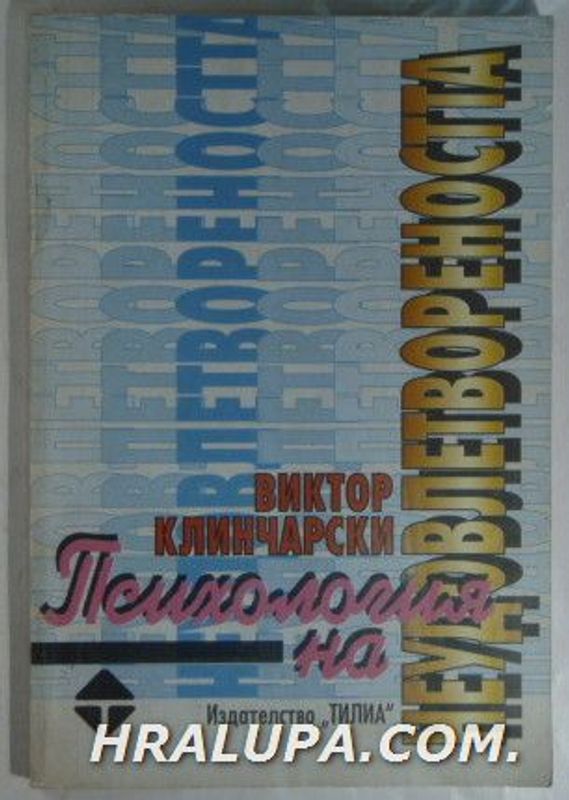 ВИКТОР
КЛИНЧАРСКИ
Психология
на
НЕУДОВЛЕТВОРЕНОСТТА
Издателство „ТИЛИА"
HRALUPA.COM.